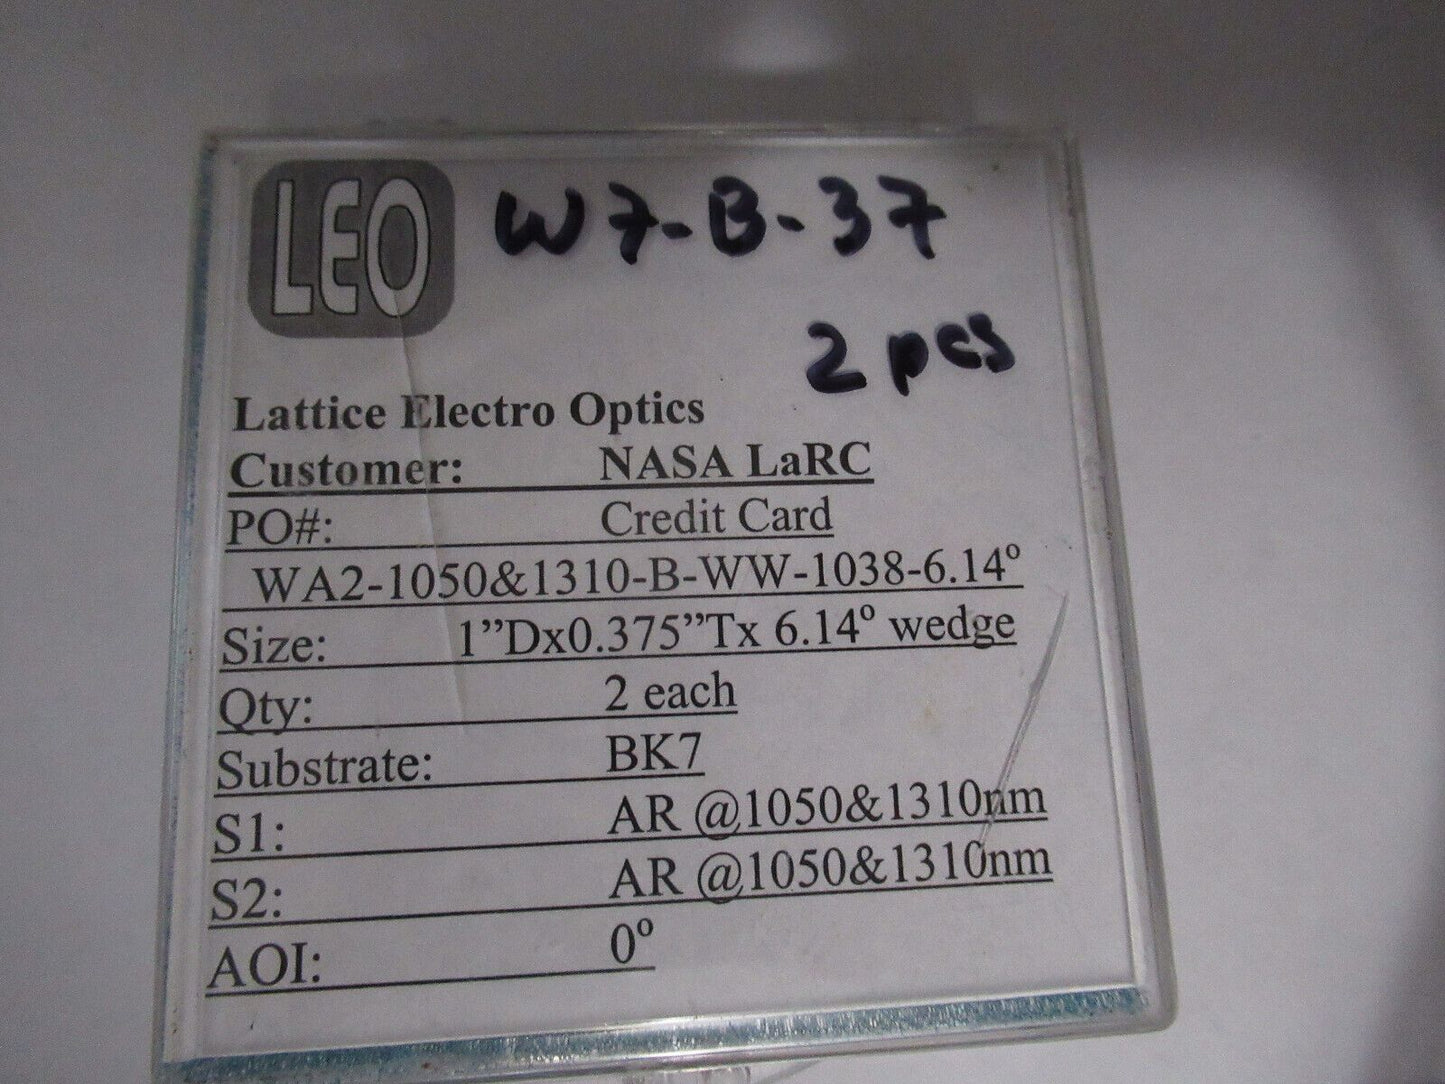 LEO
W7-B-37
2 pcs
Lattice Electro Optics
Customer: NASA LaRC
PO#: Credit Card
WA2-1050&1310-B-WW-1038-6.14º
Size: 1”Dx0.375”Tx 6.14º wedge
Qty: 2 each
Substrate: BK7
S1: AR @1050&1310nm
S2: AR @1050&1310nm
AOI: 0º